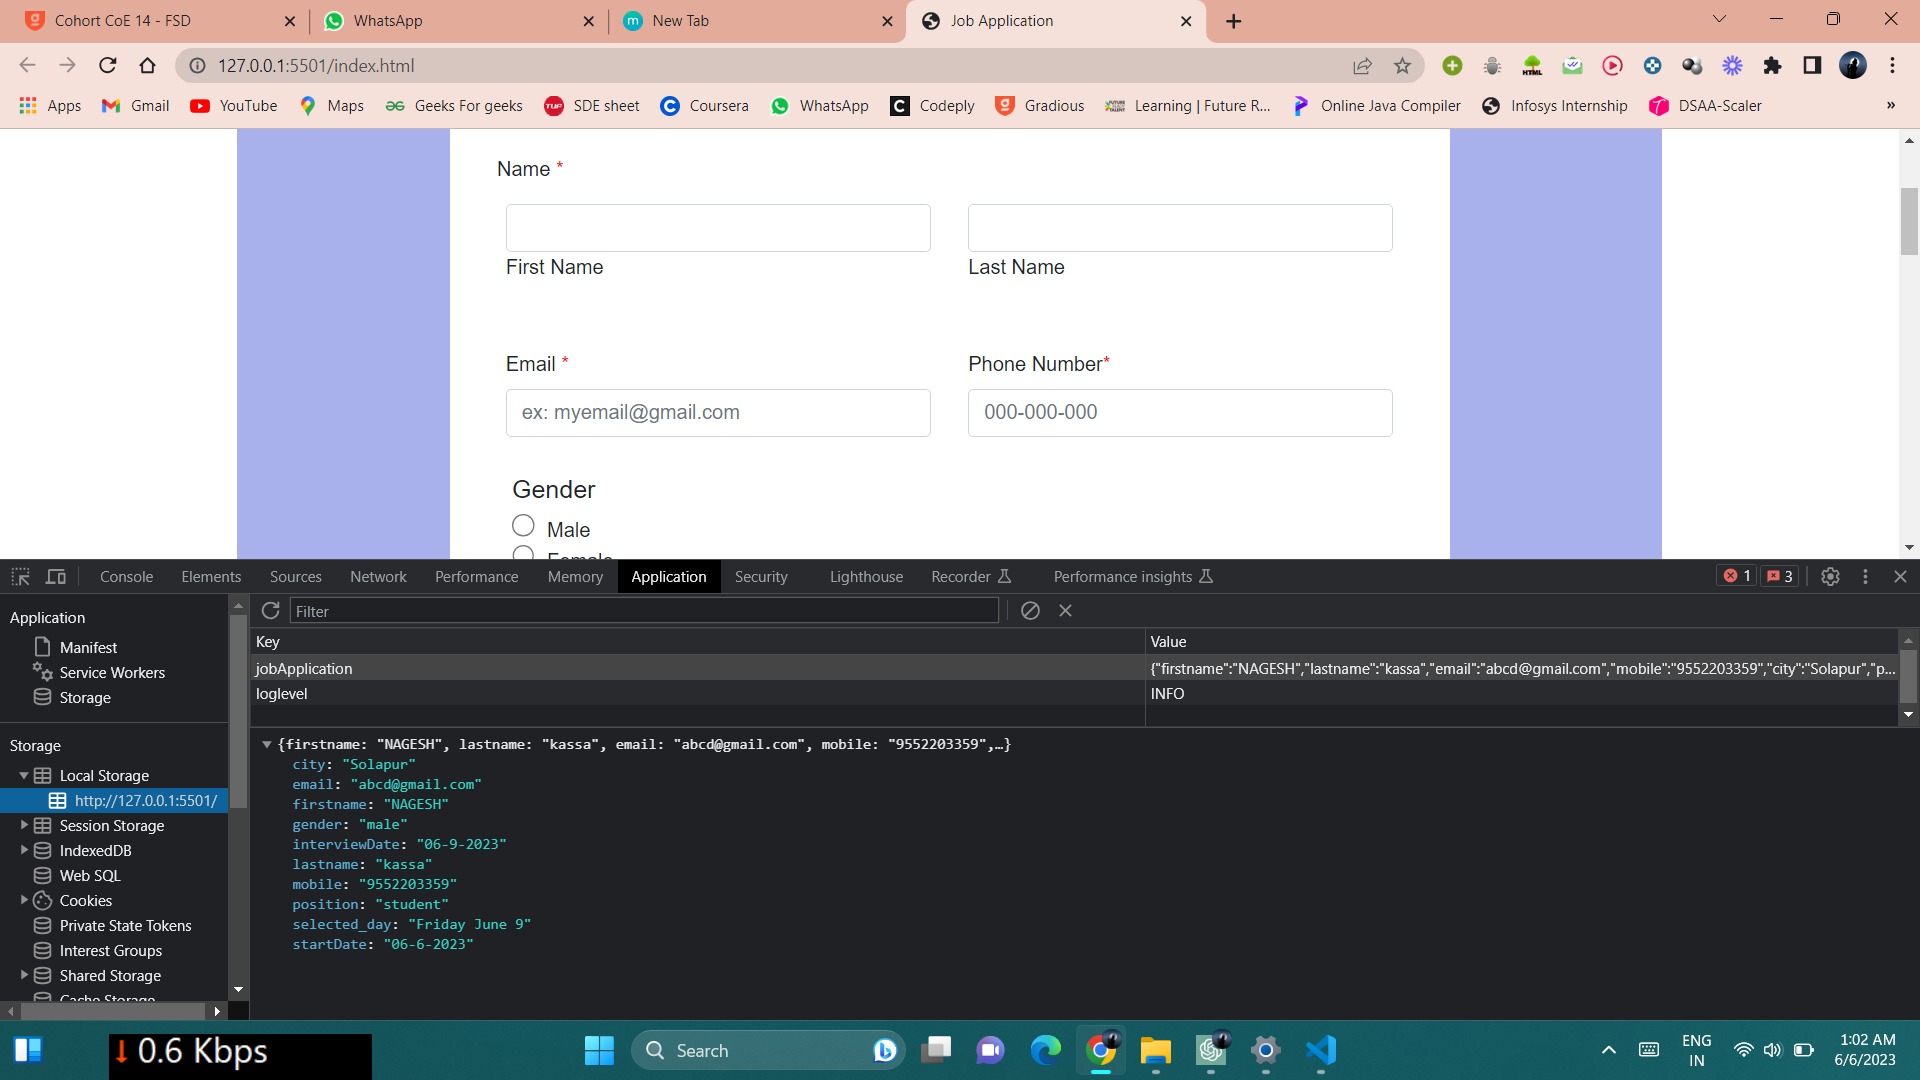 Cohort CoE 14 - FSD
WhatsApp
New Tab
Job Application
127.0.0.1:5501/index.html
Apps
Gmail
YouTube
Maps
Geeks For geeks
SDE sheet
Coursera
WhatsApp
Codeply
Gradious
Learning | Future R...
Online Java Compiler
Infosys Internship
DSAA-Scaler
»
Name *
First Name
Last Name
Email *
Phone Number*
ex: myemail@gmail.com
000-000-000
Gender
Male
Female
Console
Elements
Sources
Network
Performance
Memory
Application
Security
Lighthouse
Recorder
Performance insights
1
3
Application
Manifest
Service Workers
Storage
Storage
Local Storage
http://127.0.0.1:5501/
Session Storage
IndexedDB
Web SQL
Cookies
Private State Tokens
Interest Groups
Shared Storage
Cache Storage
Filter
Key
Value
jobApplication
{"firstname":"NAGESH","lastname":"kassa","email":"abcd@gmail.com","mobile":"9552203359","city":"Solapur","p...
loglevel
INFO
{firstname: "NAGESH", lastname: "kassa", email: "abcd@gmail.com", mobile: "9552203359",…}
city: "Solapur"
email: "abcd@gmail.com"
firstname: "NAGESH"
gender: "male"
interviewDate: "06-9-2023"
lastname: "kassa"
mobile: "9552203359"
position: "student"
selected_day: "Friday June 9"
startDate: "06-6-2023"
0.6 Kbps
Search
ENG
IN
1:02 AM
6/6/2023